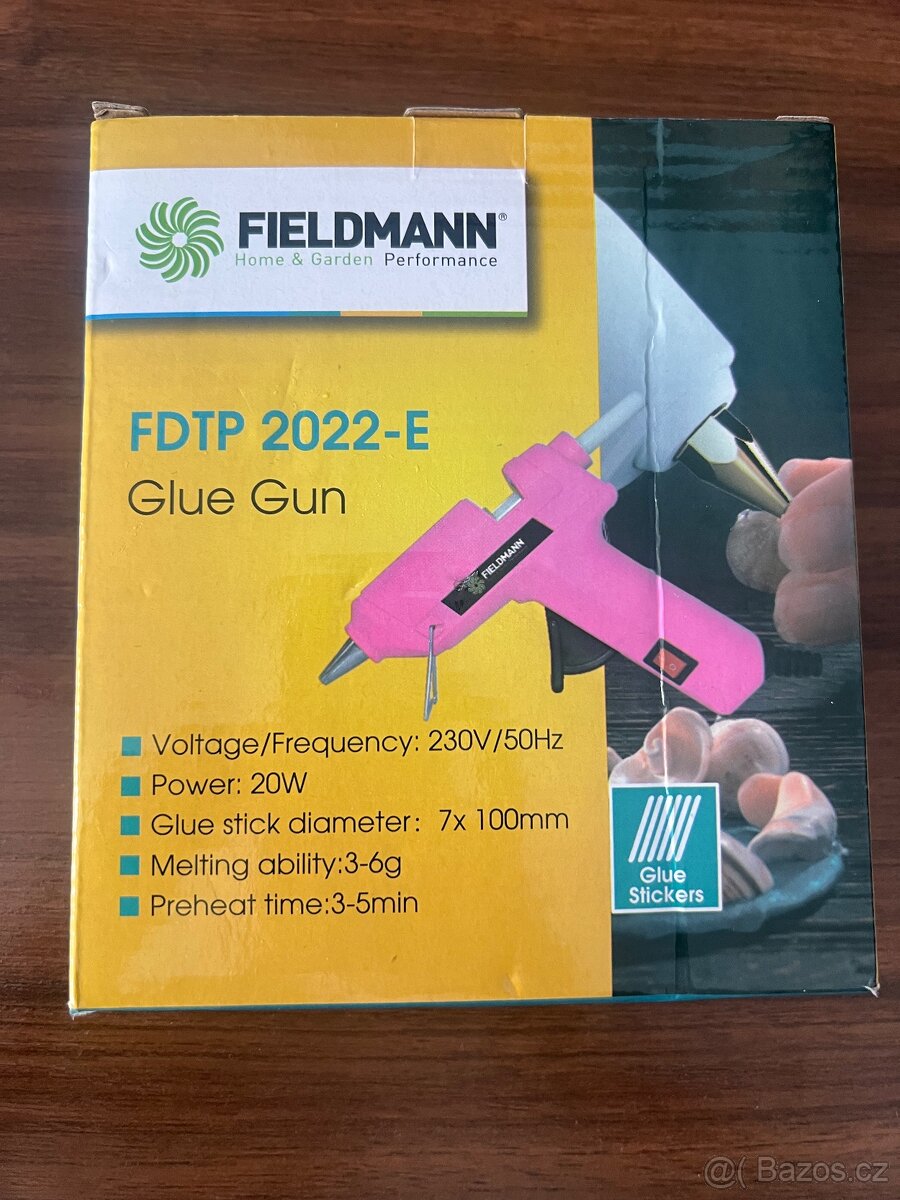 FIELDMANN®
Home & Garden Performance
FDTP 2022-E
Glue Gun
FIELDMANN
Voltage/Frequency: 230V/50Hz
Power: 20W
Glue stick diameter: 7x 100mm
Melting ability:3-6g
Preheat time:3-5min
Glue
Stickers
@( Bazos.cz